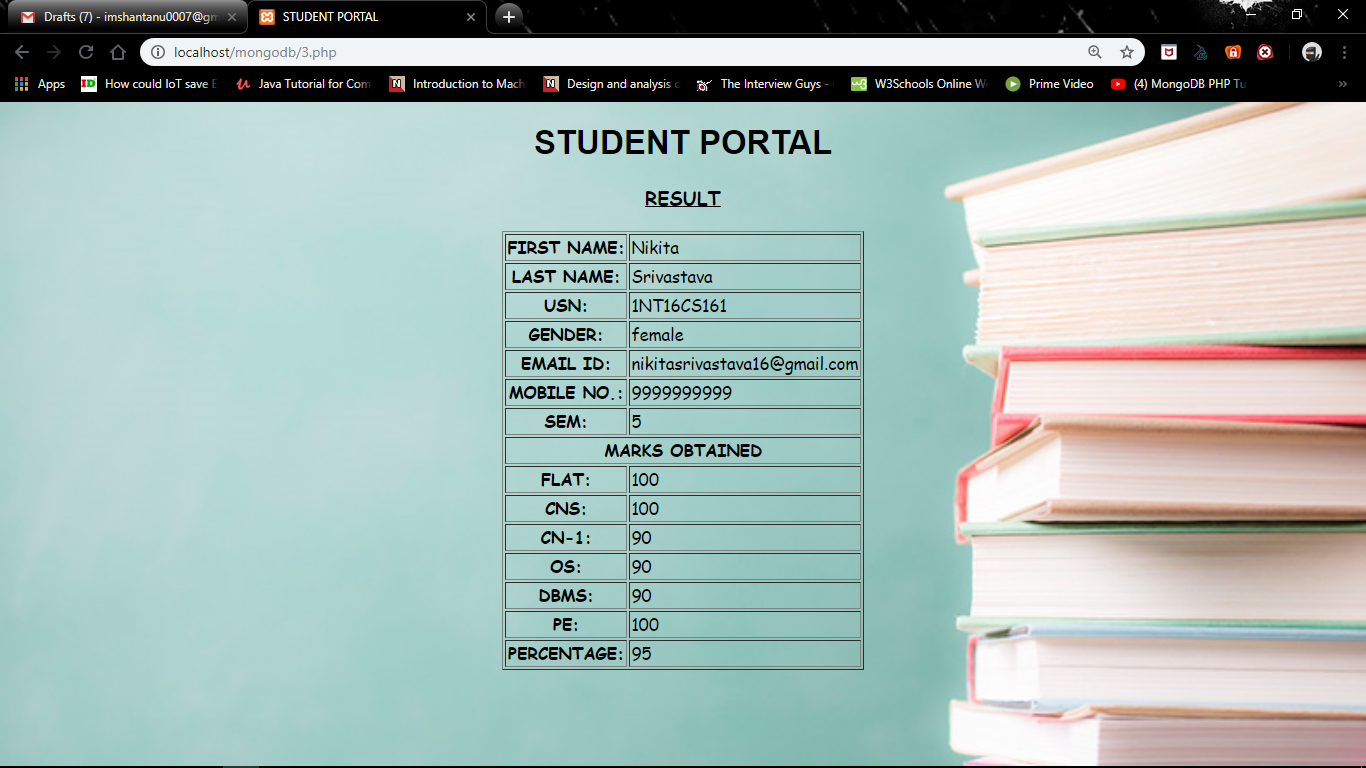 Drafts (7) - imshantanu0007@gm
STUDENT PORTAL
localhost/mongodb/3.php
Apps
How could IoT save E
Java Tutorial for Com
Introduction to Mach
Design and analysis c
The Interview Guys -
W3Schools Online We
Prime Video
(4) MongoDB PHP Tu
STUDENT PORTAL
RESULT
FIRST NAME: Nikita
LAST NAME: Srivastava
USN: 1NT16CS161
GENDER: female
EMAIL ID: nikitasrivastava16@gmail.com
MOBILE NO.: 9999999999
SEM: 5
MARKS OBTAINED
FLAT: 100
CNS: 100
CN-1: 90
OS: 90
DBMS: 90
PE: 100
PERCENTAGE: 95